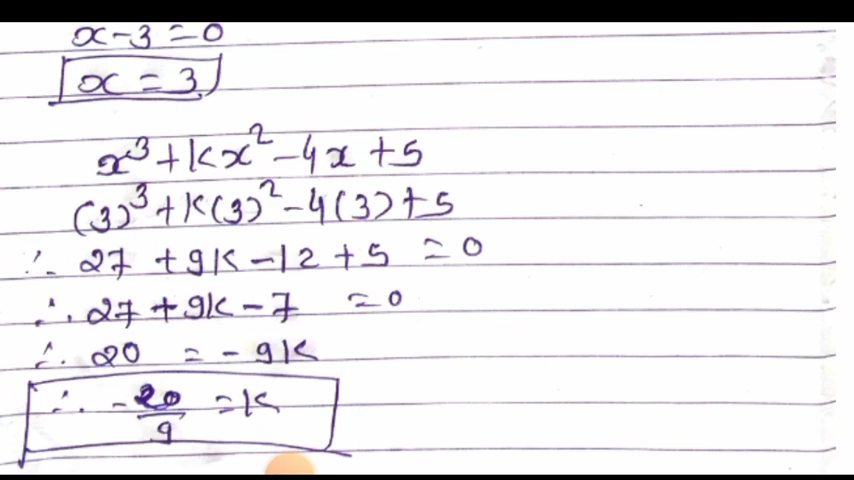 x-3=0
x = 3
x³+kx²-4x+5
(3)³+k(3)²-4(3)+5
∴ 27 +9k-12+5 =0
∴ 27+9k-7 =0
∴ 20 = -9k
∴ -20/9 =k